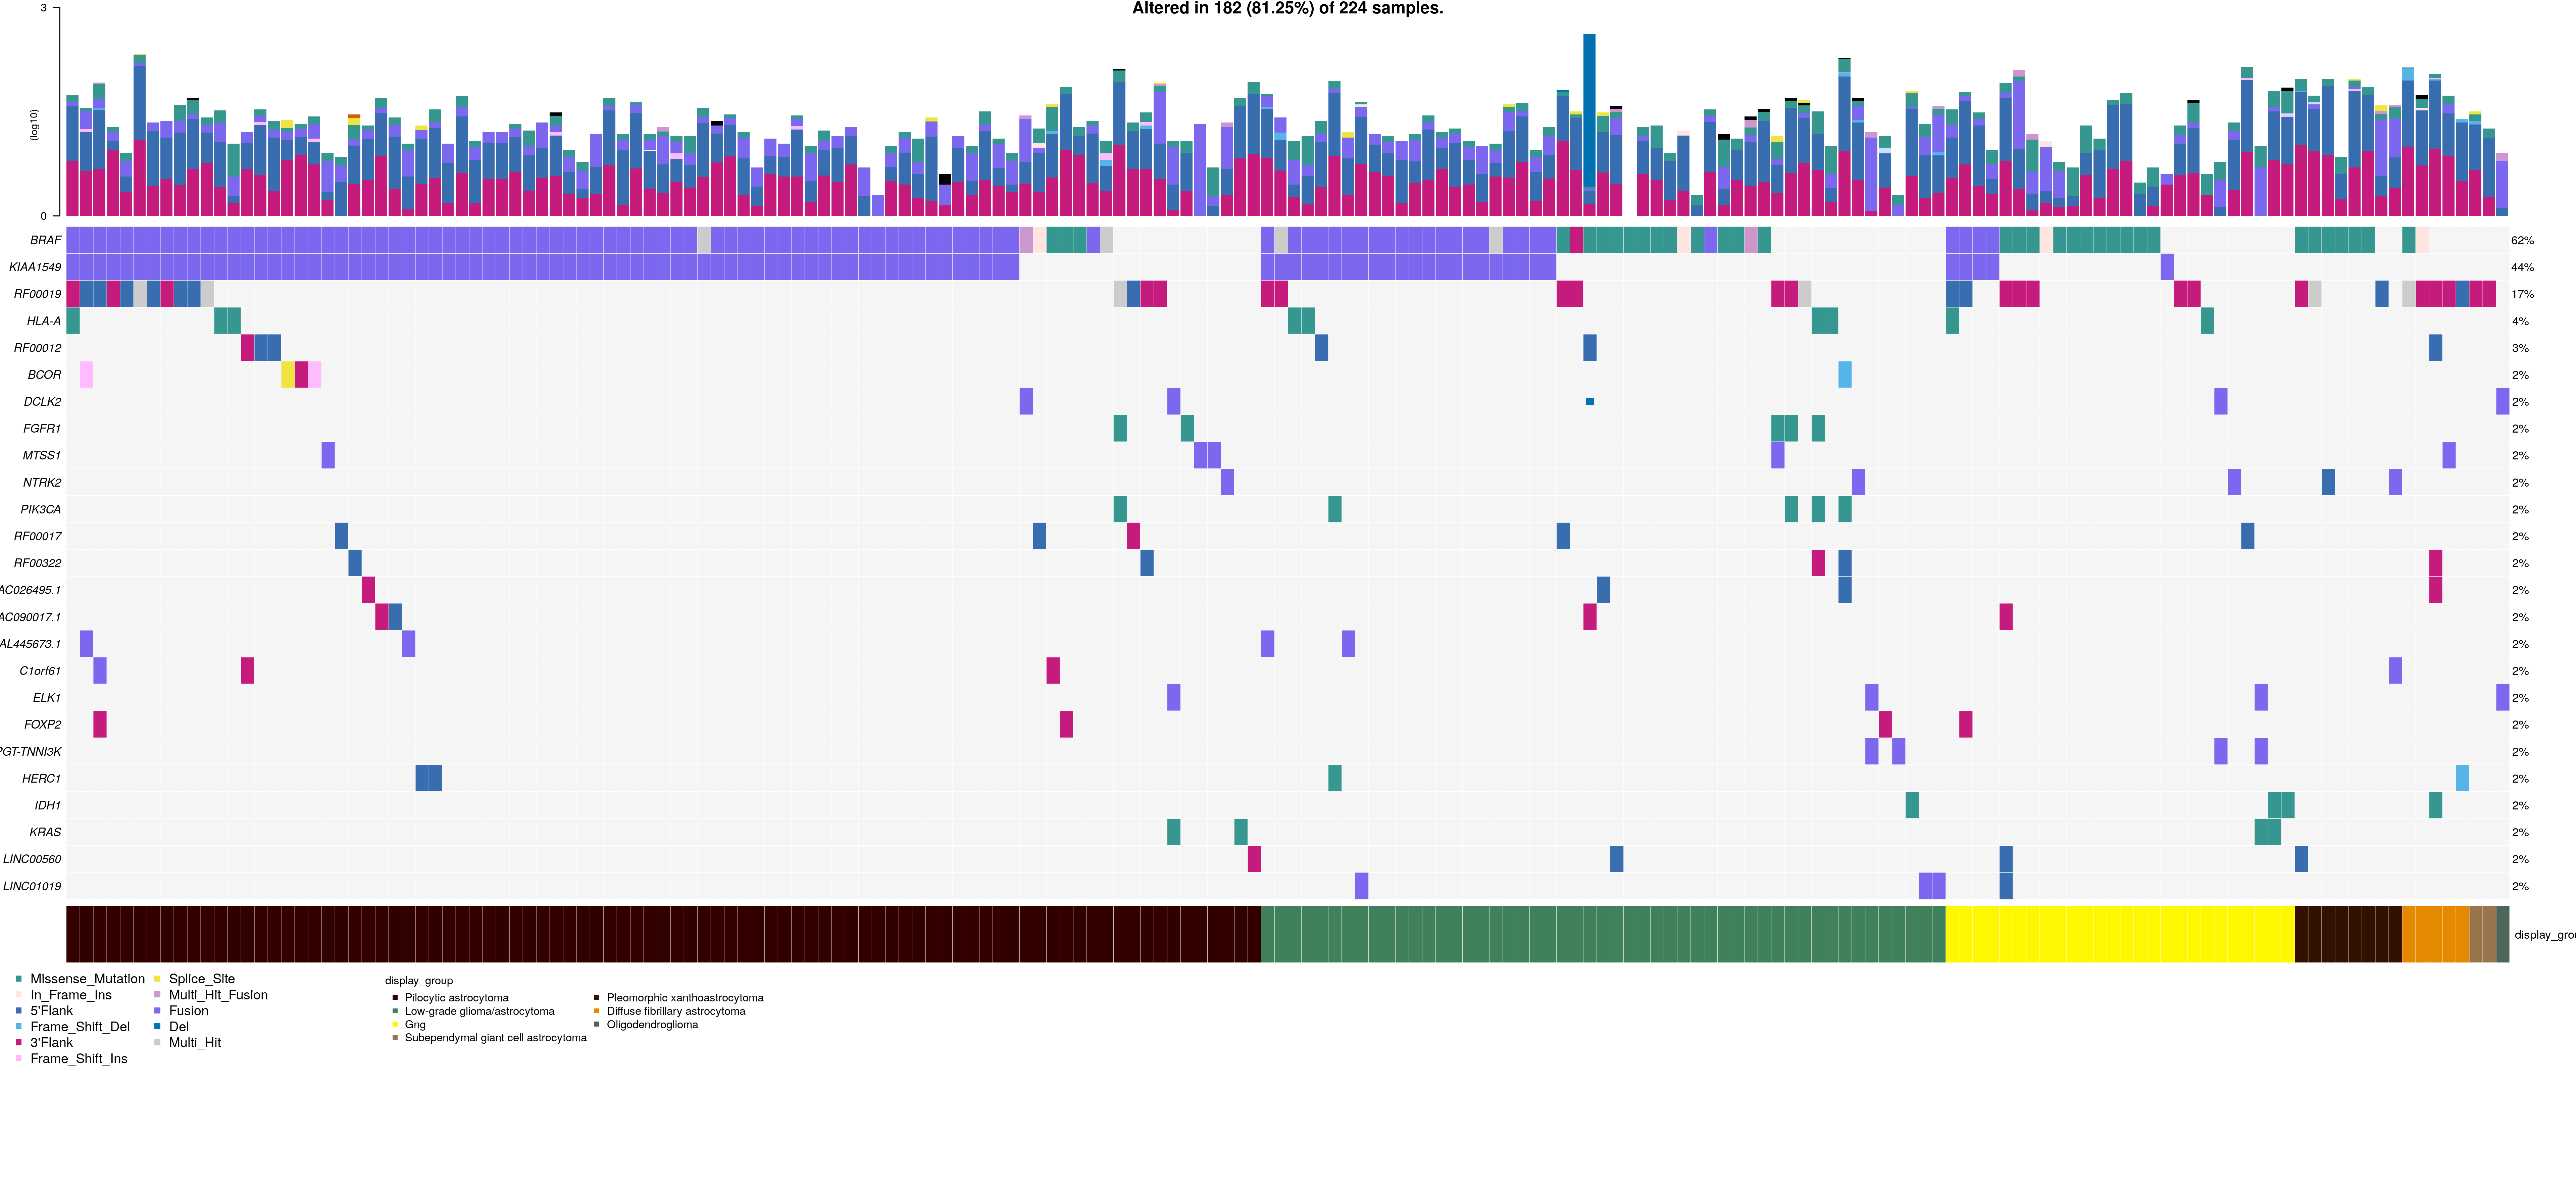 Altered in 182 (81.25%) of 224 samples.
3
0
(log10)
BRAF 62%
KIAA1549 44%
RF00019 17%
HLA-A 4%
RF00012 3%
BCOR 2%
DCLK2 2%
FGFR1 2%
MTSS1 2%
NTRK2 2%
PIK3CA 2%
RF00017 2%
RF00322 2%
AC026495.1 2%
AC090017.1 2%
AL445673.1 2%
C1orf61 2%
ELK1 2%
FOXP2 2%
PGT-TNNI3K 2%
HERC1 2%
IDH1 2%
KRAS 2%
LINC00560 2%
LINC01019 2%
display_grou
Missense_Mutation
In_Frame_Ins
5'Flank
Frame_Shift_Del
3'Flank
Frame_Shift_Ins
Splice_Site
Multi_Hit_Fusion
Fusion
Del
Multi_Hit
display_group
Pilocytic astrocytoma
Low-grade glioma/astrocytoma
Gng
Subependymal giant cell astrocytoma
Pleomorphic xanthoastrocytoma
Diffuse fibrillary astrocytoma
Oligodendroglioma